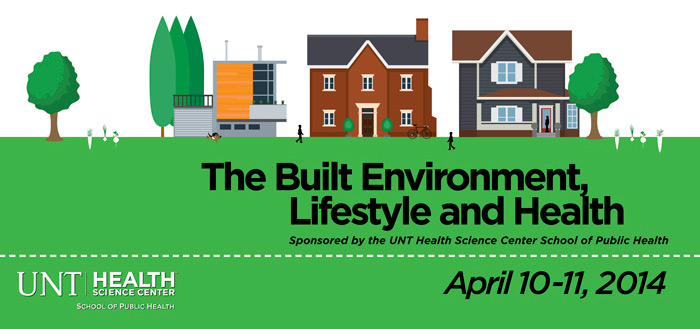 The Built Environment,
Lifestyle and Health
Sponsored by the UNT Health Science Center School of Public Health
UNT HEALTH
SCIENCE CENTER
SCHOOL OF PUBLIC HEALTH
April 10-11, 2014